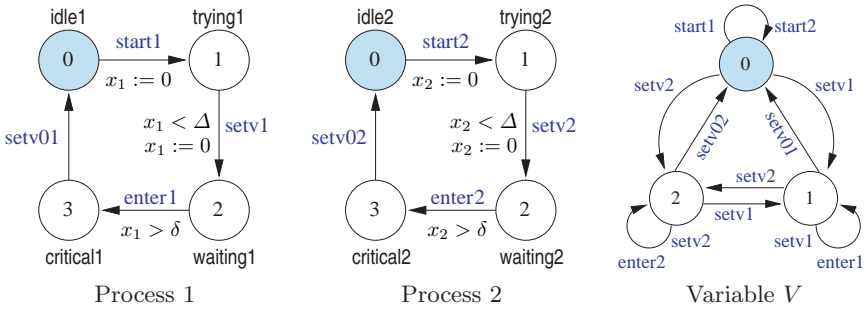 idle1
trying1
start1
0
1
x₁ := 0
x₁ < Δ
x₁ := 0
setv1
setv01
enter1
3
2
x₁ > δ
critical1
waiting1
Process 1
idle2
trying2
start2
0
1
x₂ := 0
x₂ < Δ
x₂ := 0
setv2
setv02
enter2
3
2
x₂ > δ
critical2
waiting2
Process 2
start1
start2
0
setv2
setv1
setv02
setv01
setv2
2
1
setv1
setv2
setv1
enter2
enter1
Variable V